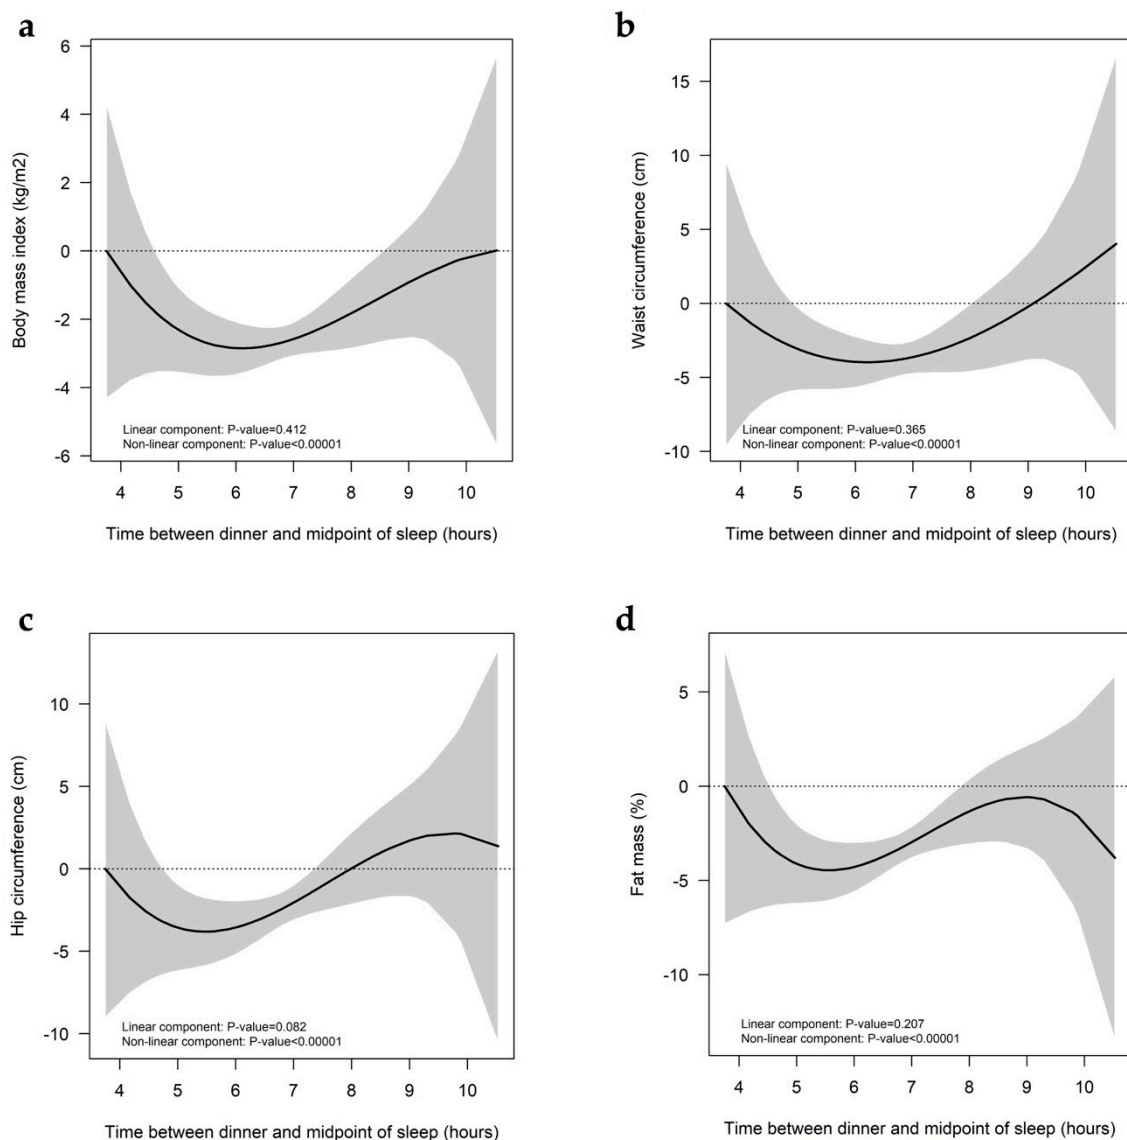 a
6
4
2
0
-2
-4
-6
Body mass index (kg/m2)
Linear component: P-value=0.412
Non-linear component: P-value<0.00001
4 5 6 7 8 9 10
Time between dinner and midpoint of sleep (hours)
b
15
10
5
0
-5
-10
Waist circumference (cm)
Linear component: P-value=0.365
Non-linear component: P-value<0.00001
4 5 6 7 8 9 10
Time between dinner and midpoint of sleep (hours)
c
10
5
0
-5
-10
Hip circumference (cm)
Linear component: P-value=0.082
Non-linear component: P-value<0.00001
4 5 6 7 8 9 10
Time between dinner and midpoint of sleep (hours)
d
5
0
-5
-10
Fat mass (%)
Linear component: P-value=0.207
Non-linear component: P-value<0.00001
4 5 6 7 8 9 10
Time between dinner and midpoint of sleep (hours)